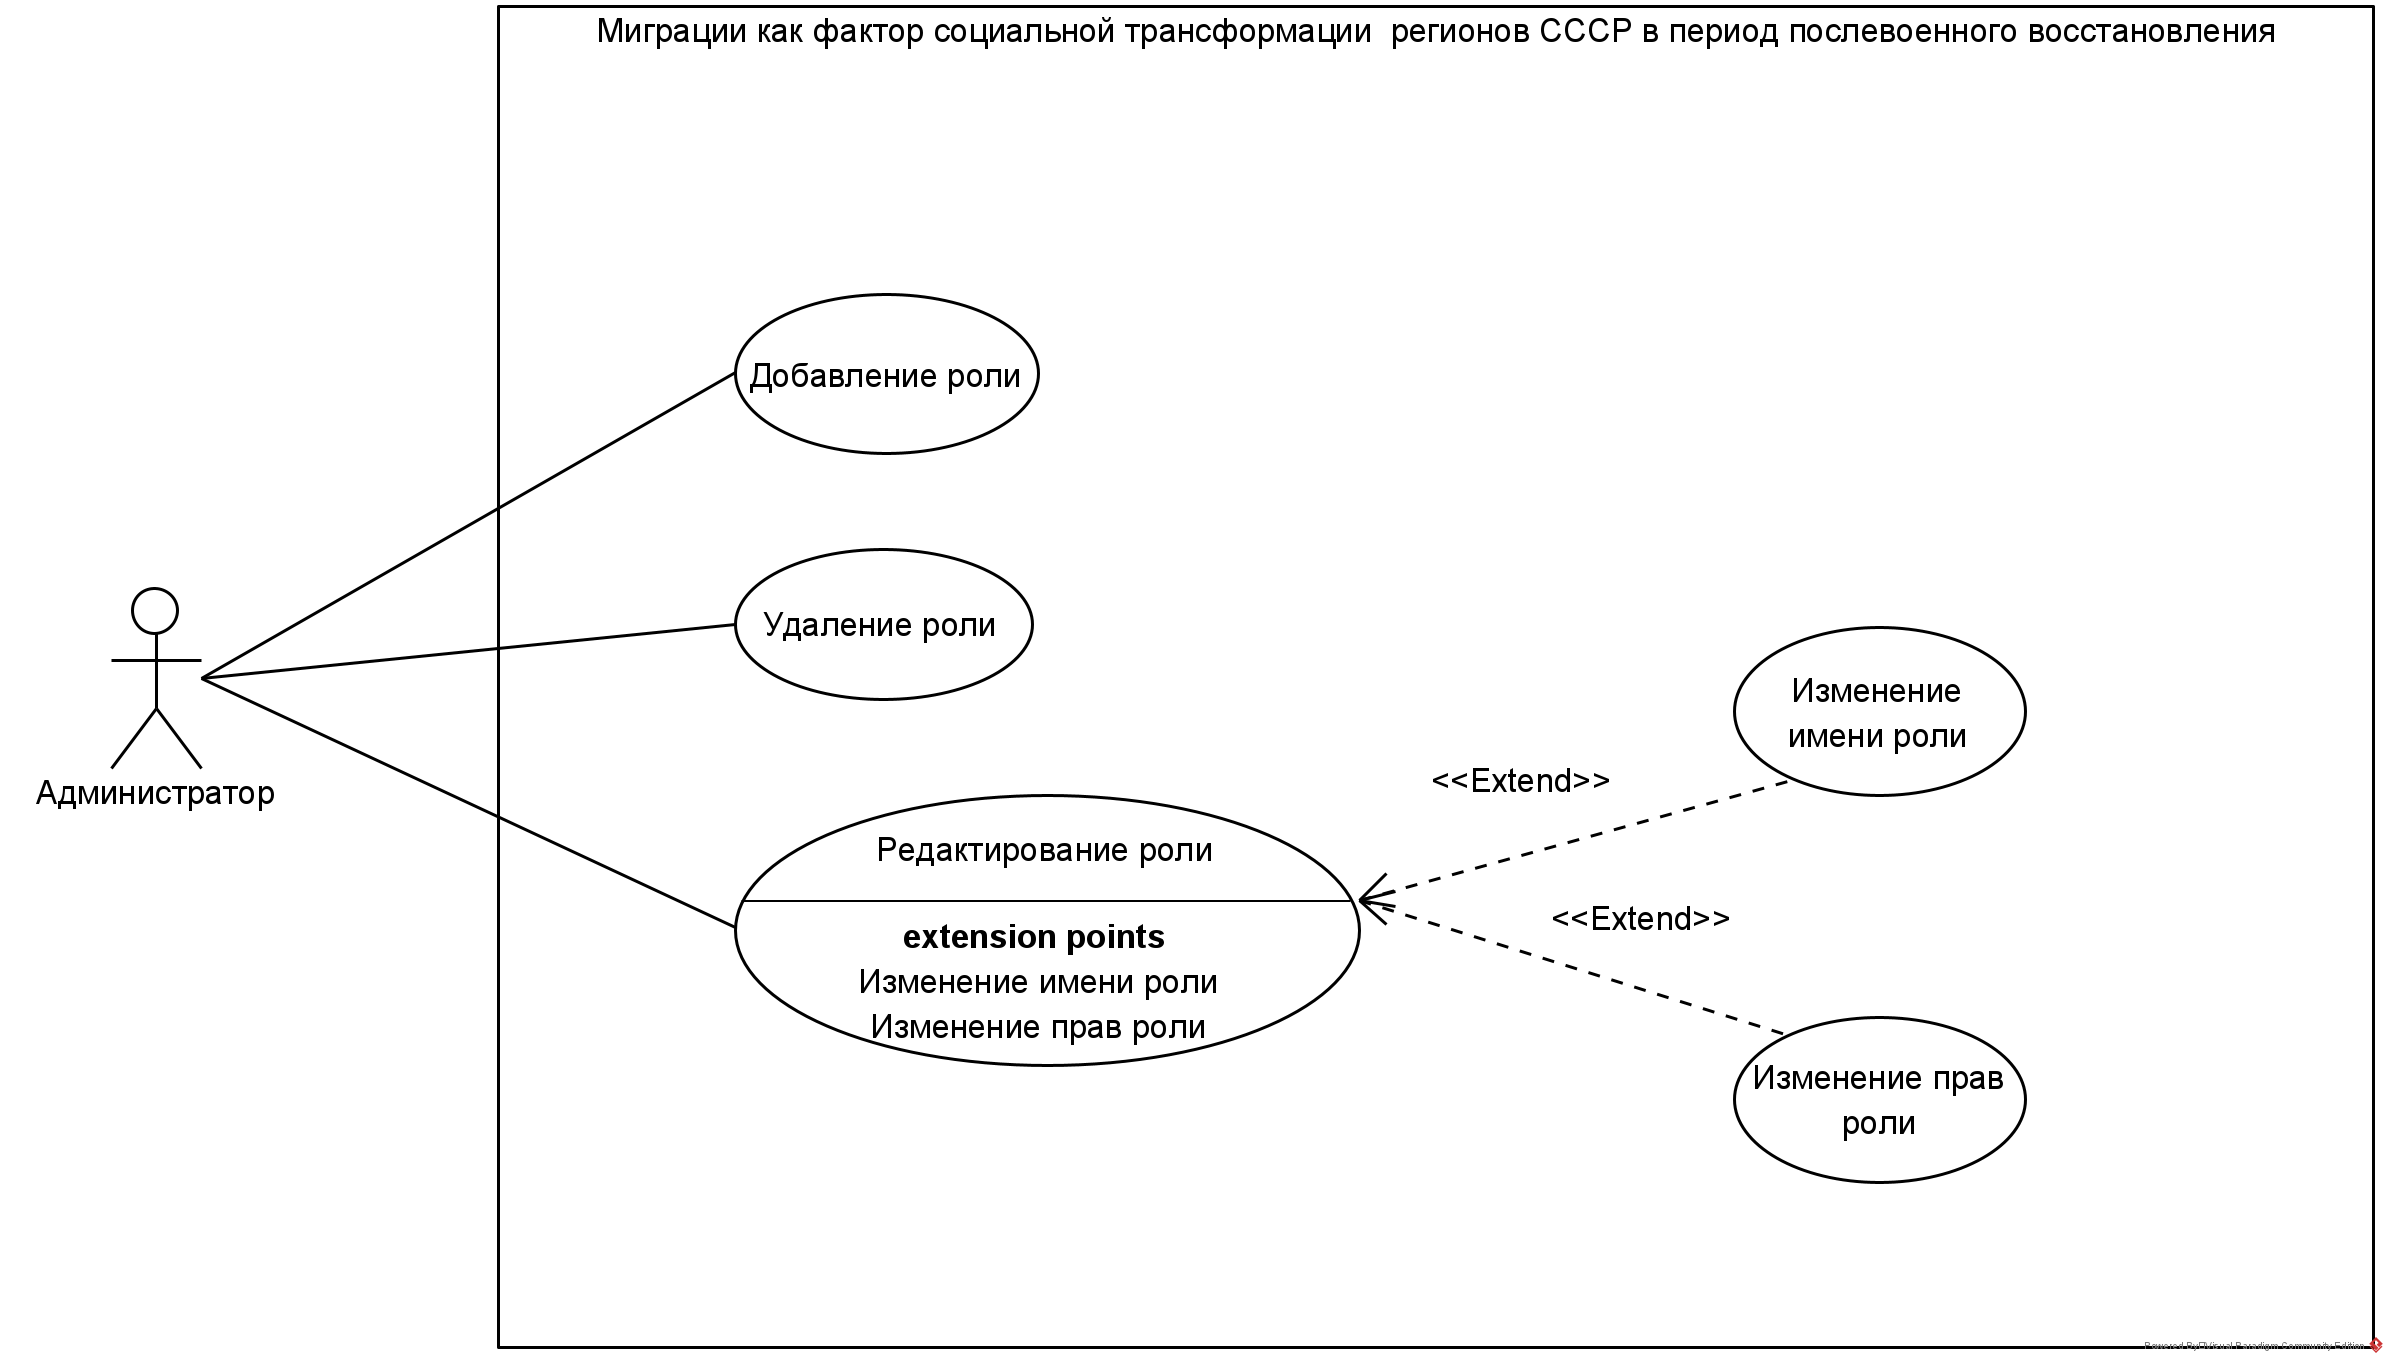 Миграции как фактор социальной трансформации  регионов СССР в период послевоенного восстановления
Добавление роли
Удаление роли
Администратор
Редактирование роли
extension points
Изменение имени роли
Изменение прав роли
<<Extend>>
<<Extend>>
Изменение
имени роли
Изменение прав
роли
Powered By Visual Paradigm Community Edition